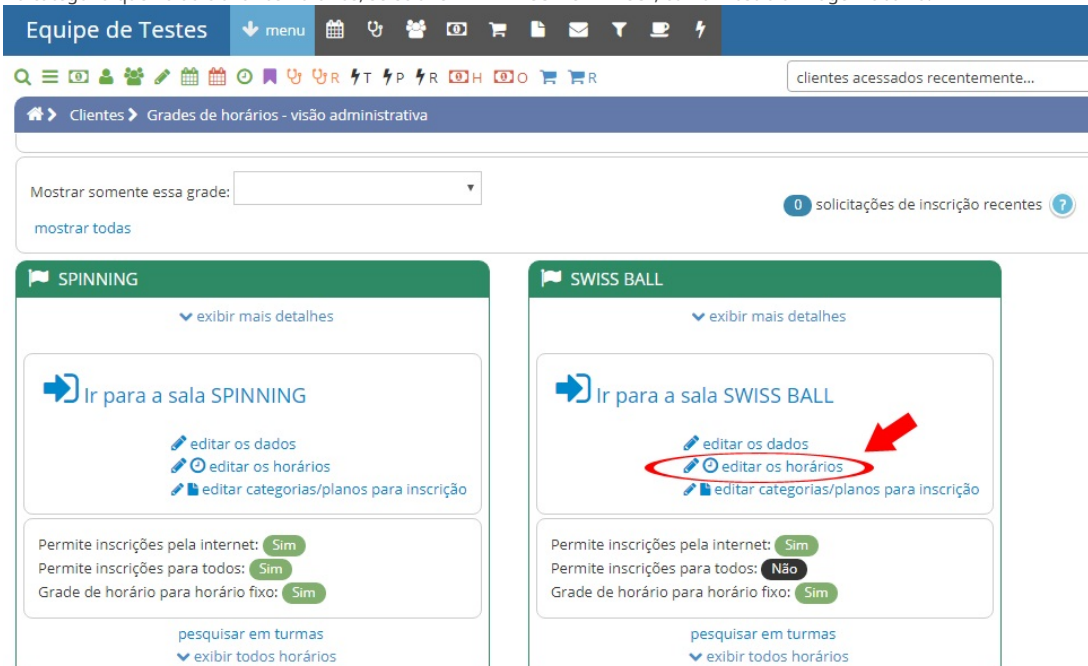 Equipe de Testes menu
R T P R H O R clientes acessados recentemente...
Clientes Grades de horários - visão administrativa
Mostrar somente essa grade:
0 solicitações de inscrição recentes ?
mostrar todas
SPINNING
exibir mais detalhes
Ir para a sala SPINNING
editar os dados
editar os horários
editar categorias/planos para inscrição
Permite inscrições pela internet: Sim
Permite inscrições para todos: Sim
Grade de horário para horário fixo: Sim
pesquisar em turmas
exibir todos horários
SWISS BALL
exibir mais detalhes
Ir para a sala SWISS BALL
editar os dados
editar os horários
editar categorias/planos para inscrição
Permite inscrições pela internet: Sim
Permite inscrições para todos: Não
Grade de horário para horário fixo: Sim
pesquisar em turmas
exibir todos horários